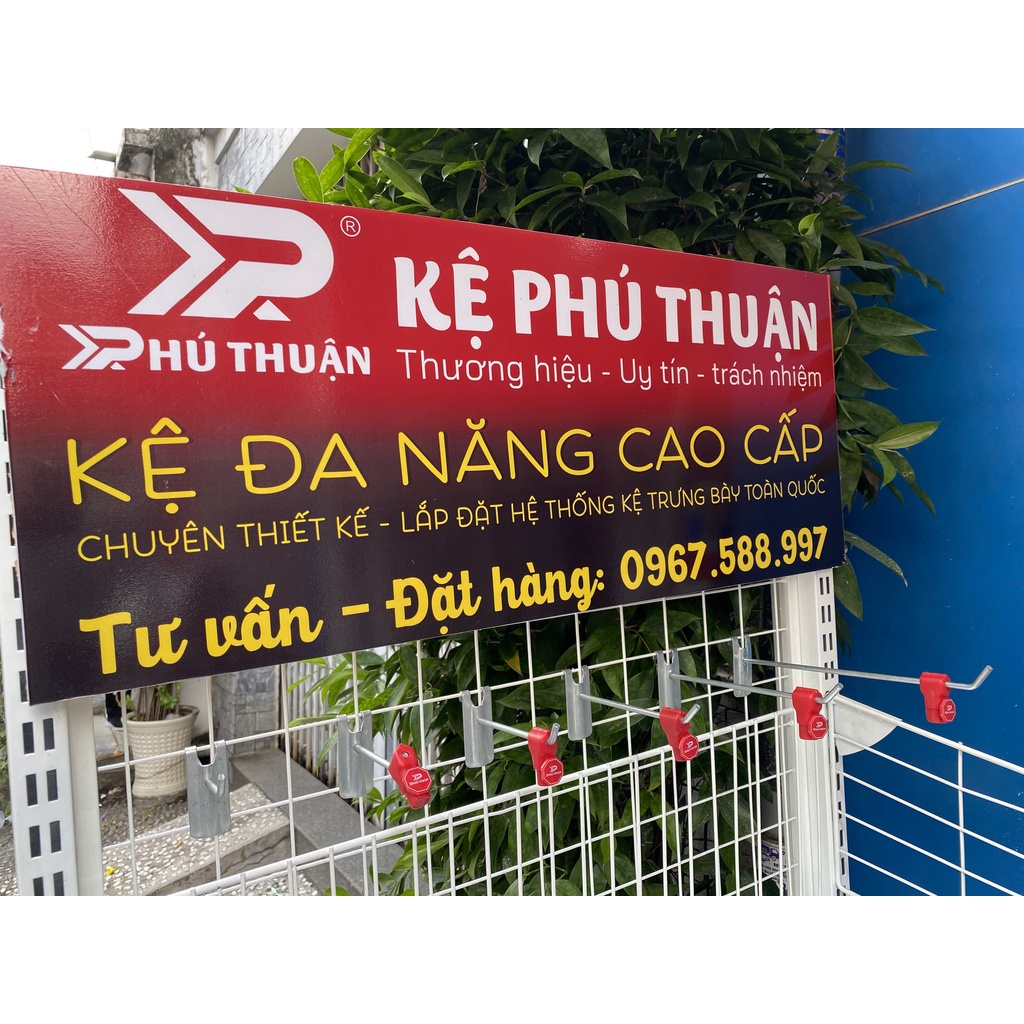 ®
PHÚ THUẬN
KỆ PHÚ THUẬN
Thương hiệu - Uy tín - trách nhiệm
KỆ ĐA NĂNG CAO CẤP
CHUYÊN THIẾT KẾ - LẮP ĐẶT HỆ THỐNG KỆ TRƯNG BÀY TOÀN QUỐC
Tư vấn - Đặt hàng: 0967.588.997